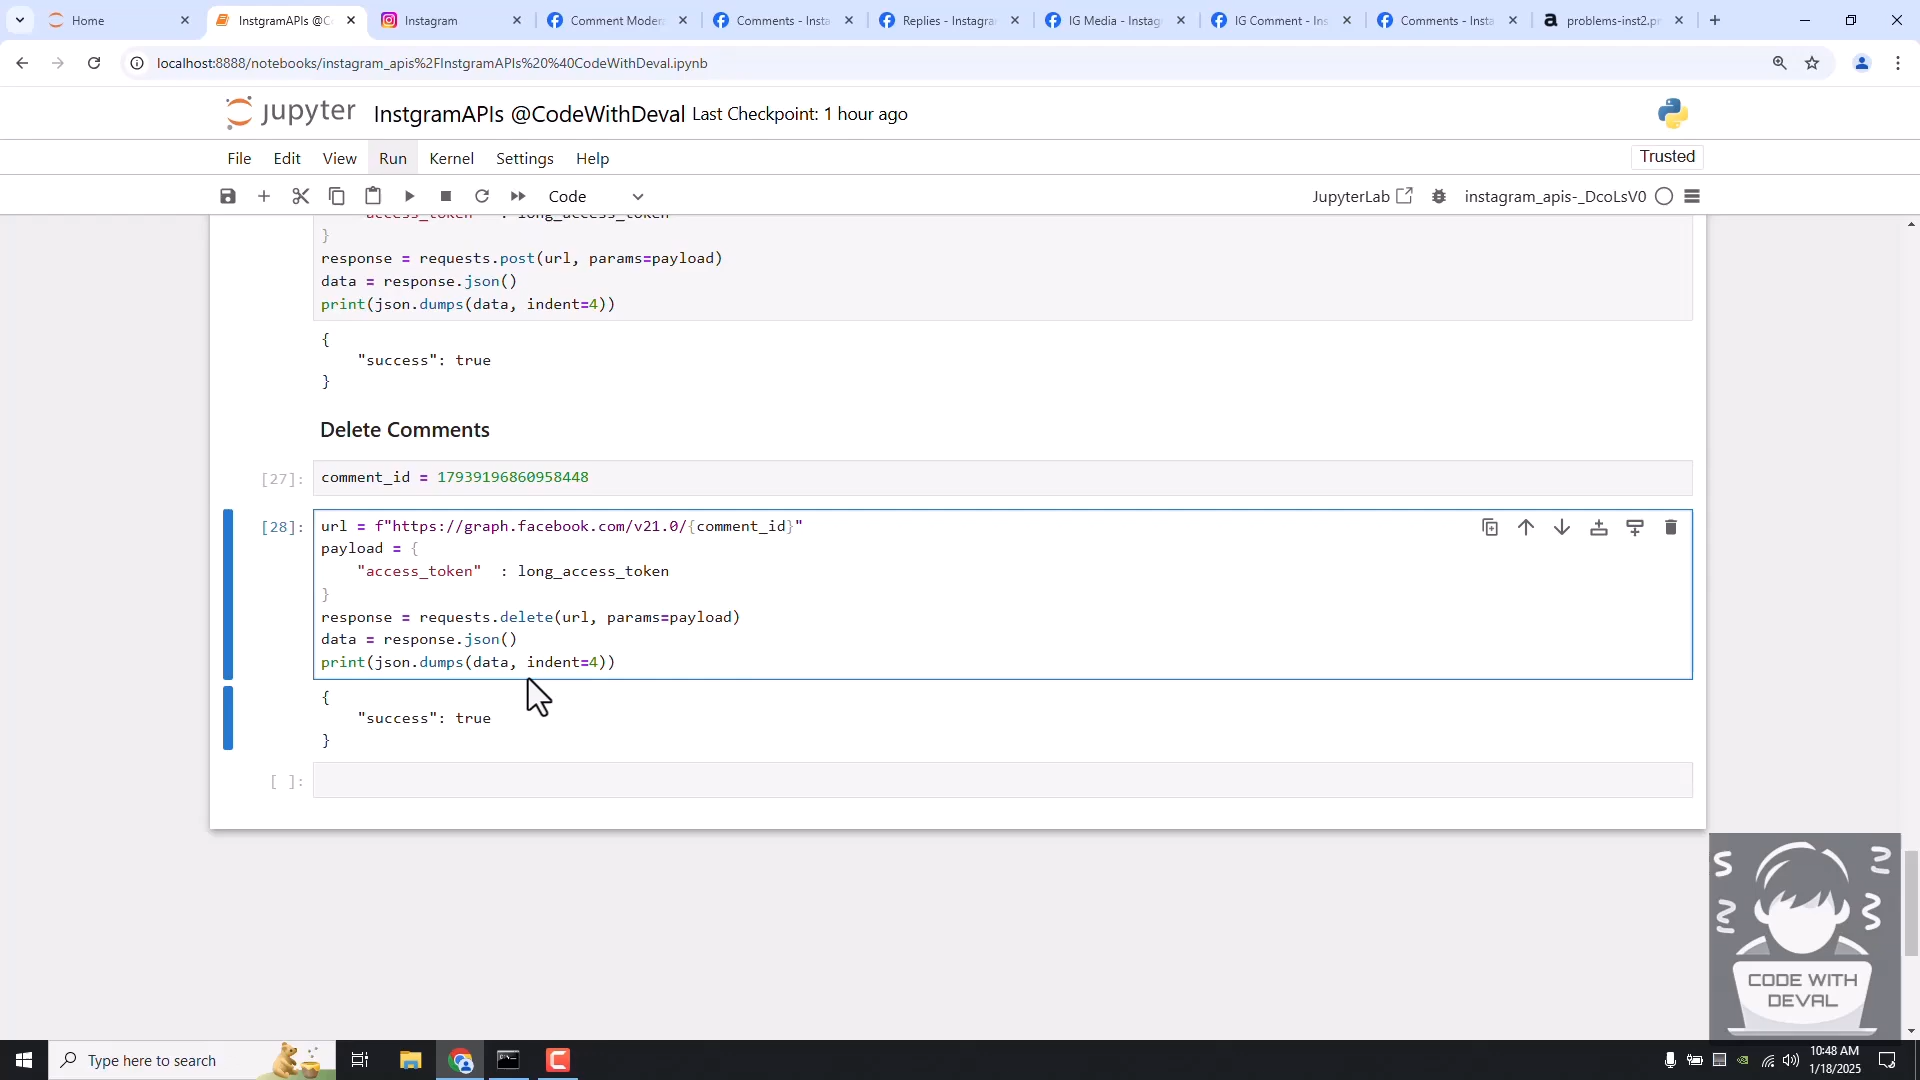 Home
InstgramAPIs @Co
Instagram
Comment Moder
Comments - Insta
Replies - Instagra
IG Media - Instag
IG Comment - Ins
Comments - Insta
problems-inst2.pn
localhost:8888/notebooks/instagram_apis%2FInstgramAPIs%20%40CodeWithDeval.ipynb
jupyter InstgramAPIs @CodeWithDeval Last Checkpoint: 1 hour ago
File Edit View Run Kernel Settings Help
Trusted
Code
JupyterLab
instagram_apis-_DcoLsV0
"access_token" : long_access_token
}
response = requests.post(url, params=payload)
data = response.json()
print(json.dumps(data, indent=4))
{
"success": true
}
Delete Comments
[27]: comment_id = 17939196860958448
[28]: url = f"https://graph.facebook.com/v21.0/{comment_id}"
payload = {
"access_token" : long_access_token
}
response = requests.delete(url, params=payload)
data = response.json()
print(json.dumps(data, indent=4))
{
"success": true
}
[ ]:
CODE WITH
DEVAL
Type here to search
10:48 AM
1/18/2025